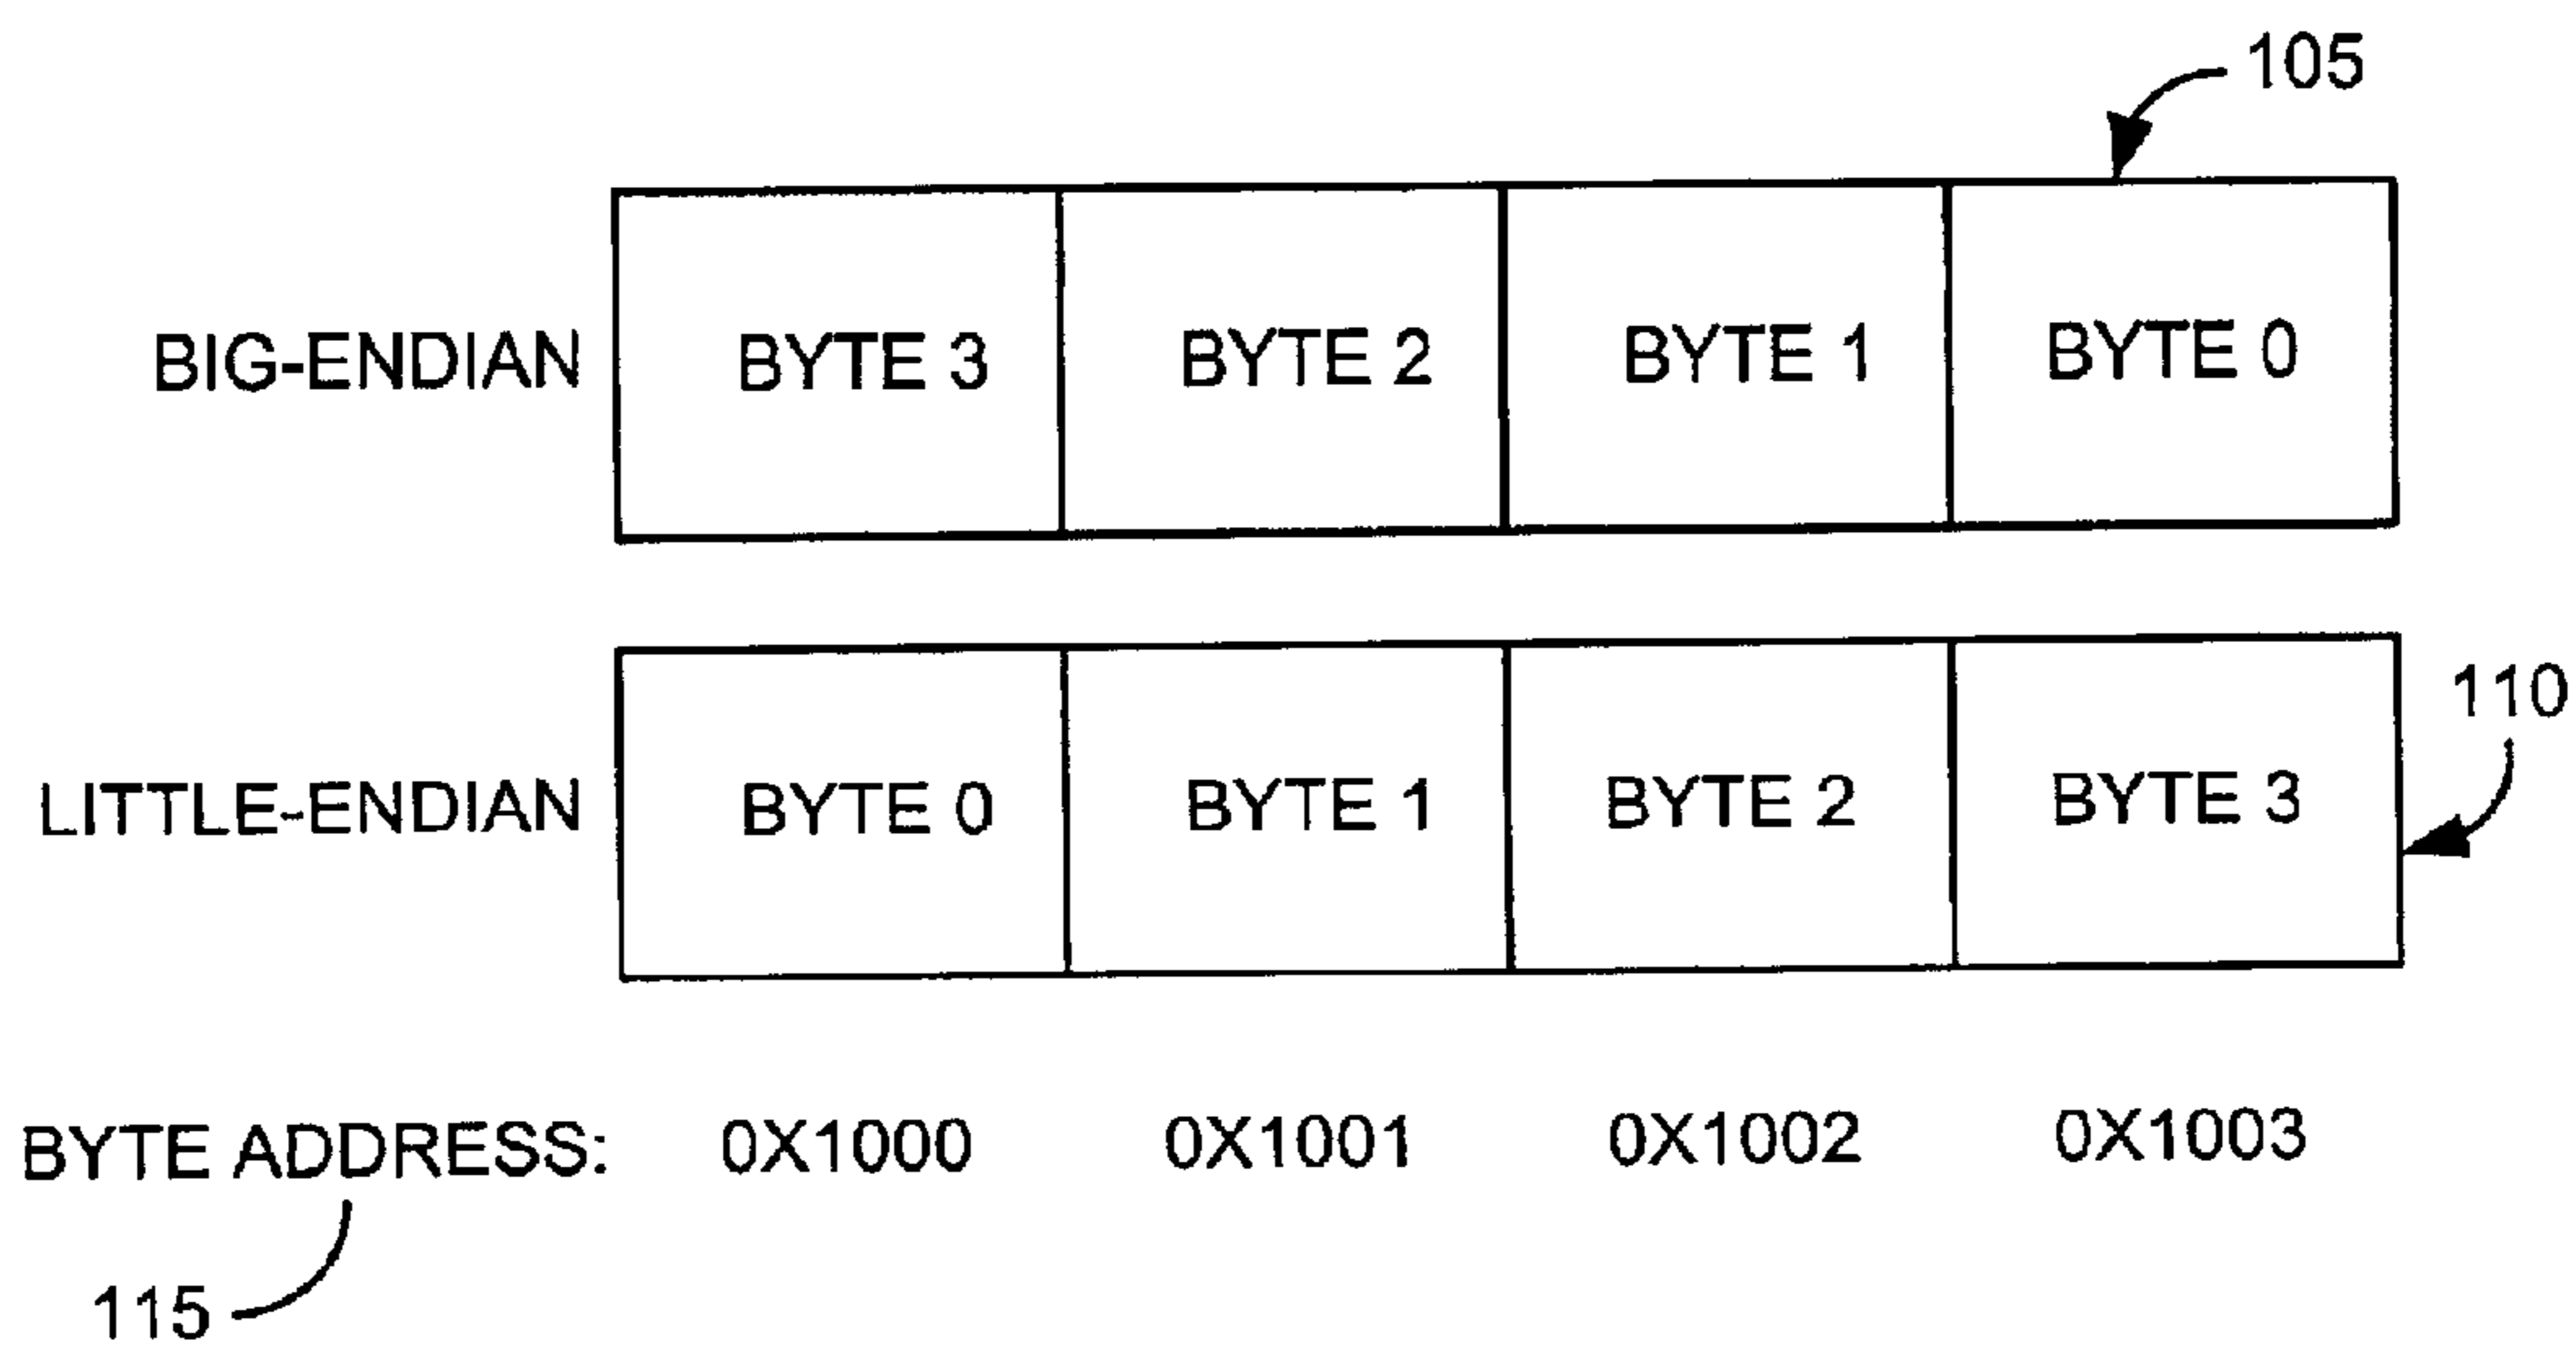 105
BIG-ENDIAN BYTE 3 BYTE 2 BYTE 1 BYTE 0
110
LITTLE-ENDIAN BYTE 0 BYTE 1 BYTE 2 BYTE 3
BYTE ADDRESS: 0X1000 0X1001 0X1002 0X1003
115